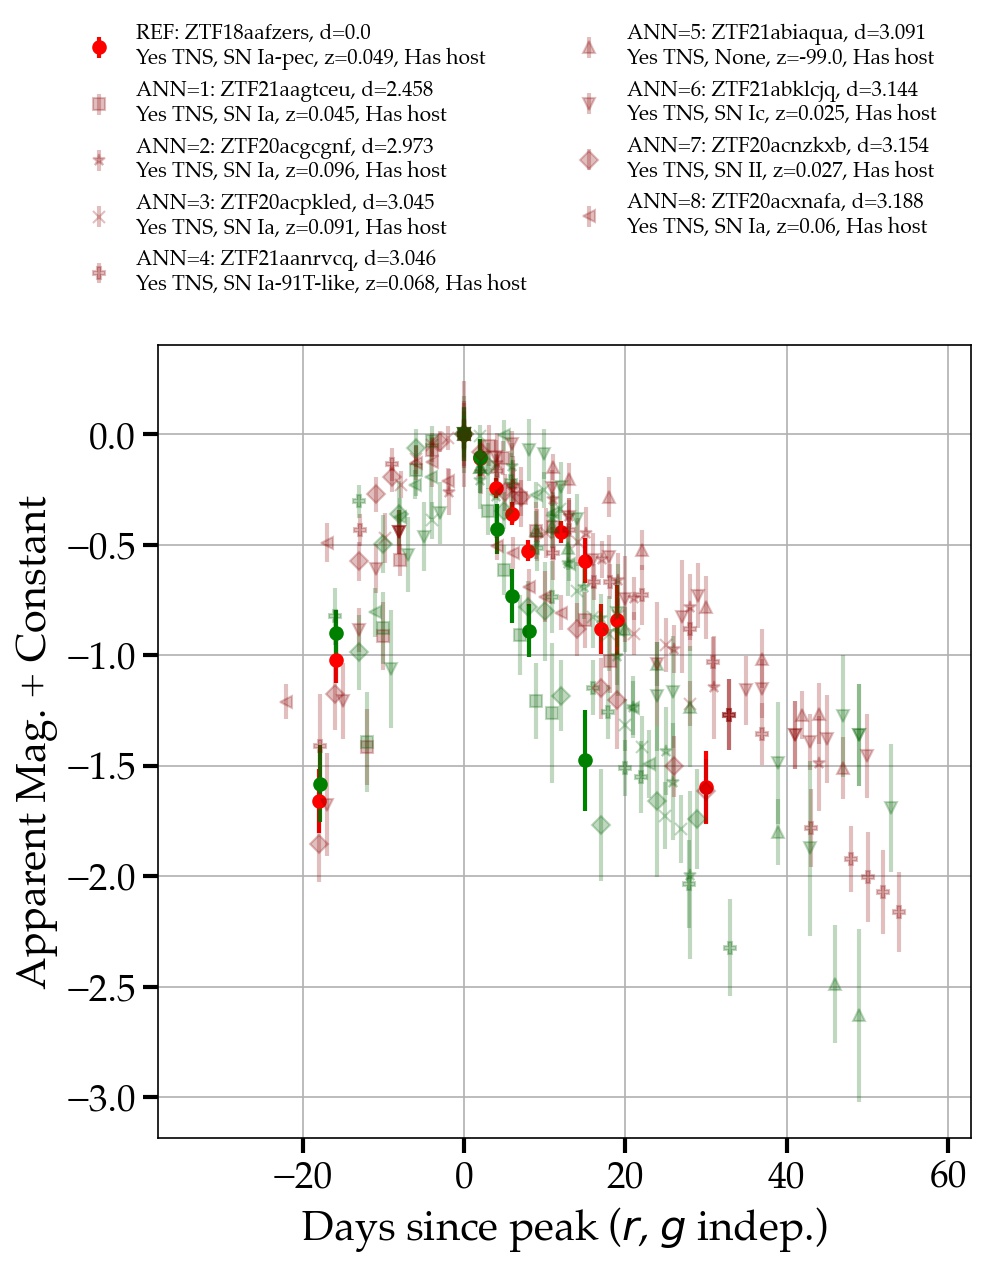 REF: ZTF18aafzers, d=0.0
Yes TNS, SN Ia-pec, z=0.049, Has host
ANN=1: ZTF21aagtceu, d=2.458
Yes TNS, SN Ia, z=0.045, Has host
ANN=2: ZTF20acgcgnf, d=2.973
Yes TNS, SN Ia, z=0.096, Has host
ANN=3: ZTF20acpkled, d=3.045
Yes TNS, SN Ia, z=0.091, Has host
ANN=4: ZTF21aanrvcq, d=3.046
Yes TNS, SN Ia-91T-like, z=0.068, Has host
ANN=5: ZTF21abiaqua, d=3.091
Yes TNS, None, z=-99.0, Has host
ANN=6: ZTF21abklcjq, d=3.144
Yes TNS, SN Ic, z=0.025, Has host
ANN=7: ZTF20acnzkxb, d=3.154
Yes TNS, SN II, z=0.027, Has host
ANN=8: ZTF20acxnafa, d=3.188
Yes TNS, SN Ia, z=0.06, Has host
Apparent Mag. + Constant
0.0
−0.5
−1.0
−1.5
−2.0
−2.5
−3.0
−20
0
20
40
60
Days since peak (r, g indep.)